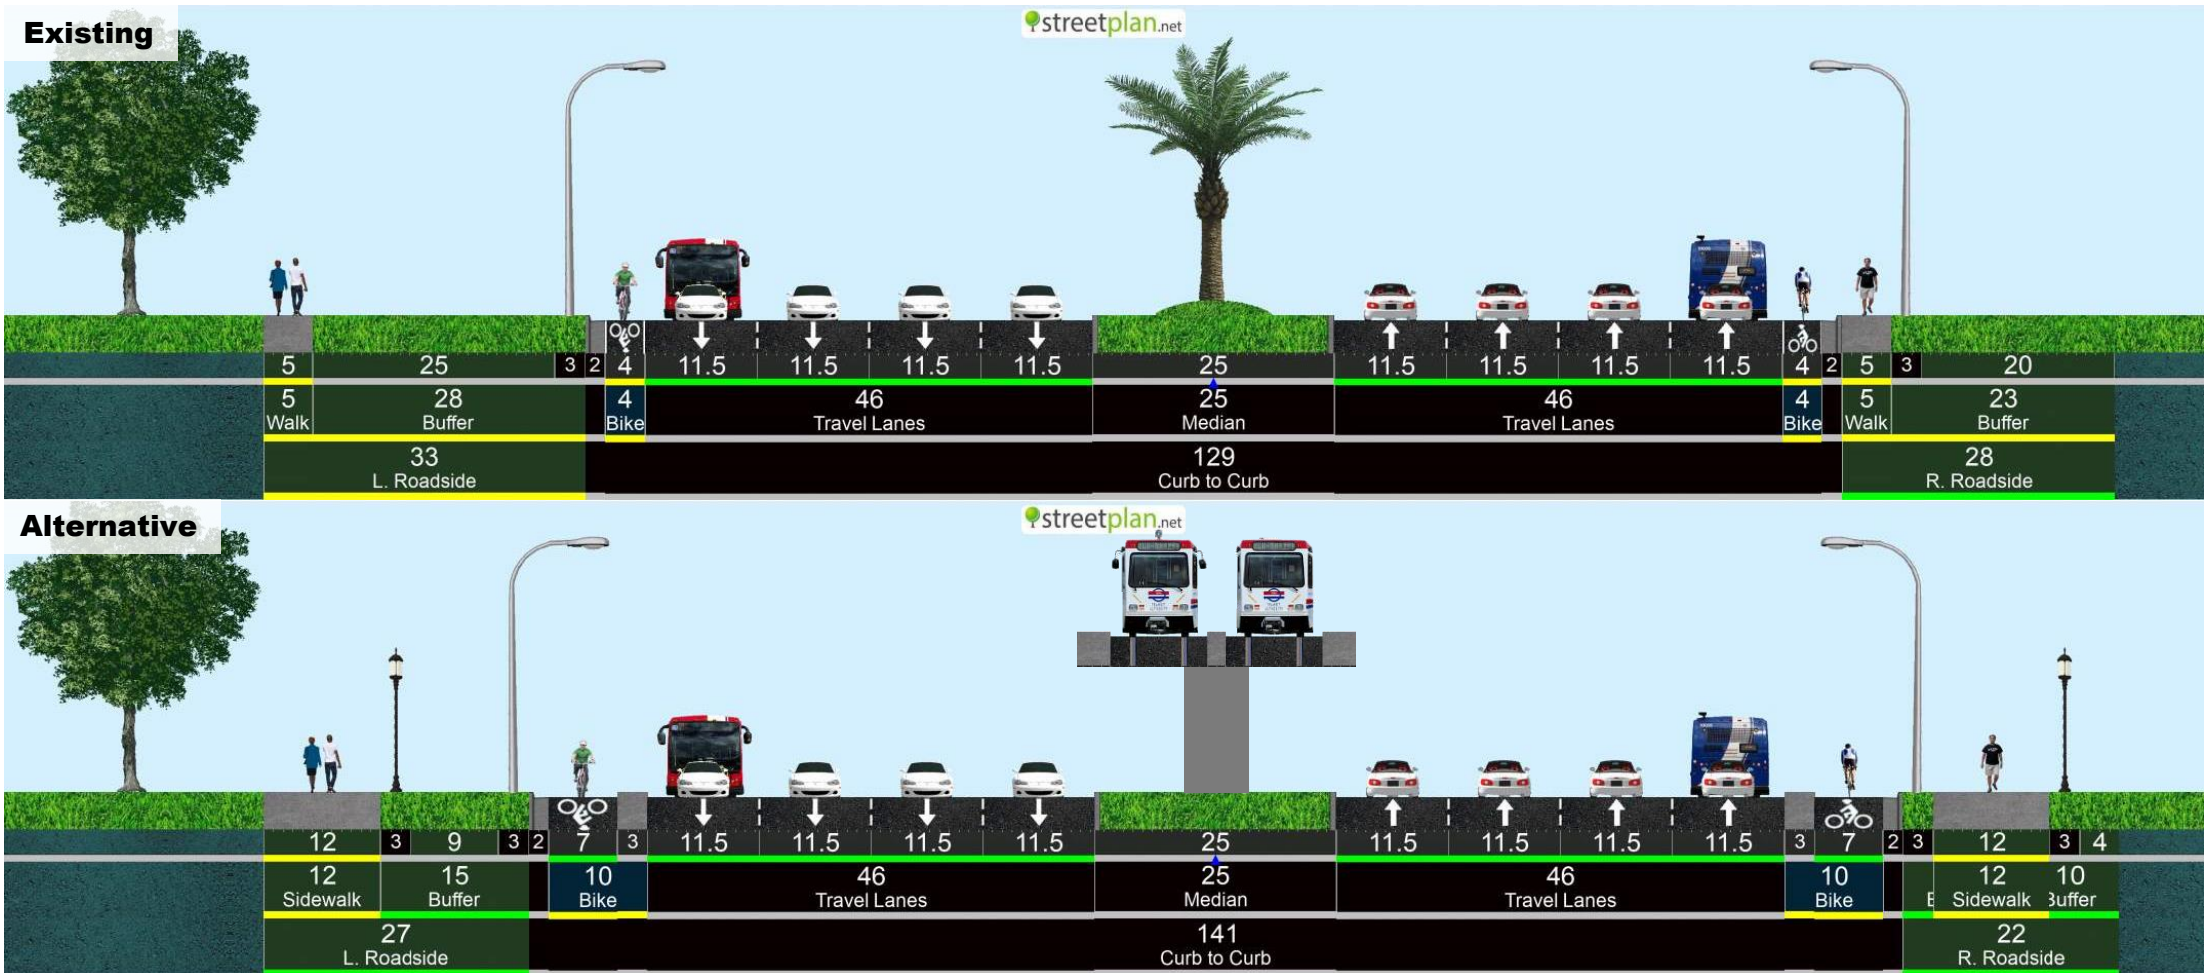 Existing
streetplan.net
5 25 3 2 4 11.5 11.5 11.5 11.5 25 11.5 11.5 11.5 11.5 4 2 5 3 20
5 28 4 46 25 46 4 5 23
Walk Buffer Bike Travel Lanes Median Travel Lanes Bike Walk Buffer
33 129 28
L. Roadside Curb to Curb R. Roadside
Alternative
streetplan.net
12 3 9 3 2 7 3 11.5 11.5 11.5 11.5 25 11.5 11.5 11.5 11.5 3 7 2 3 12 3 4
12 15 10 46 25 46 10 12 10
Sidewalk Buffer Bike Travel Lanes Median Travel Lanes Bike Sidewalk Buffer
27 141 22
L. Roadside Curb to Curb R. Roadside